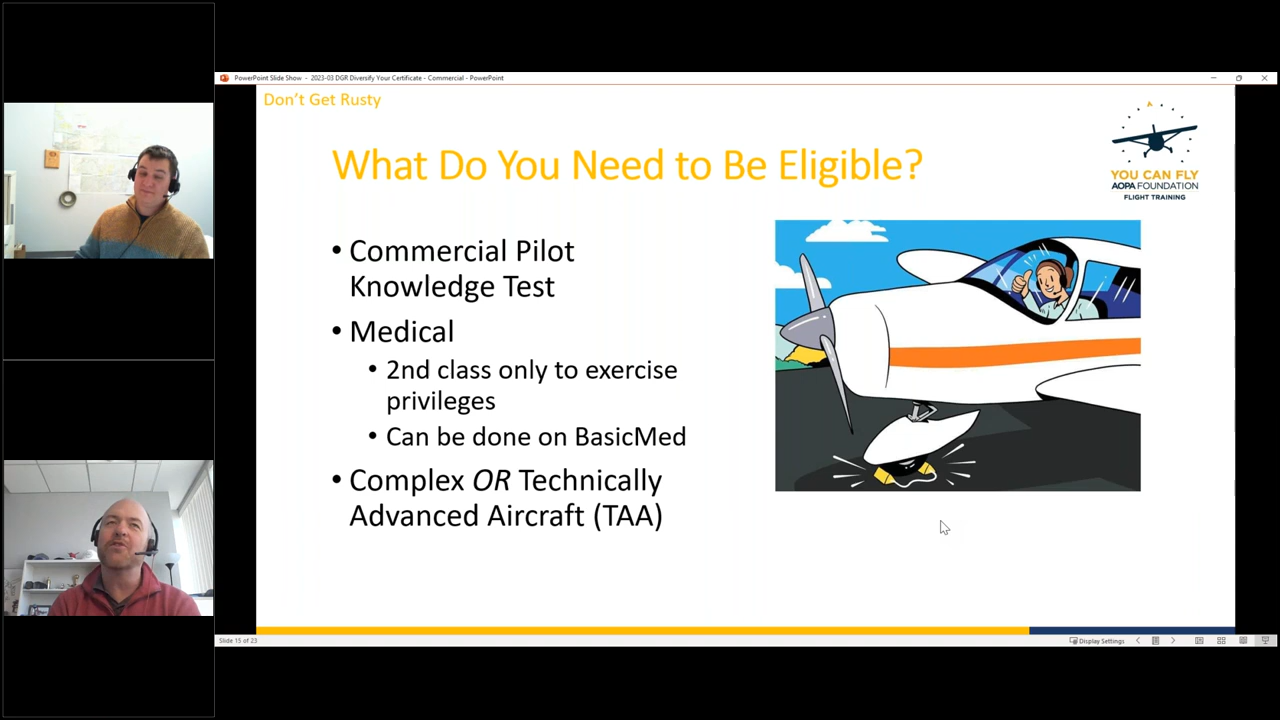 PowerPoint Slide Show - 2023-03 DGR Diversify Your Certificate - Commercial - PowerPoint
Don't Get Rusty
What Do You Need to Be Eligible?
YOU CAN FLY
AOPA FOUNDATION
FLIGHT TRAINING
• Commercial Pilot
Knowledge Test
• Medical
• 2nd class only to exercise
privileges
• Can be done on BasicMed
• Complex OR Technically
Advanced Aircraft (TAA)
Slide 15 of 23
Display Settings